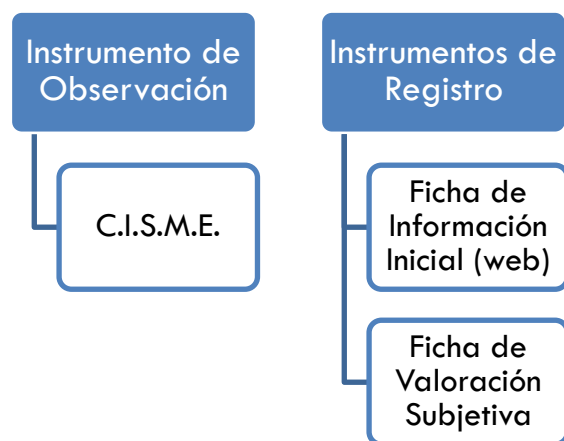 Instrumento de
Observación
C.I.S.M.E.
Instrumentos de
Registro
Ficha de
Información
Inicial (web)
Ficha de
Valoración
Subjetiva